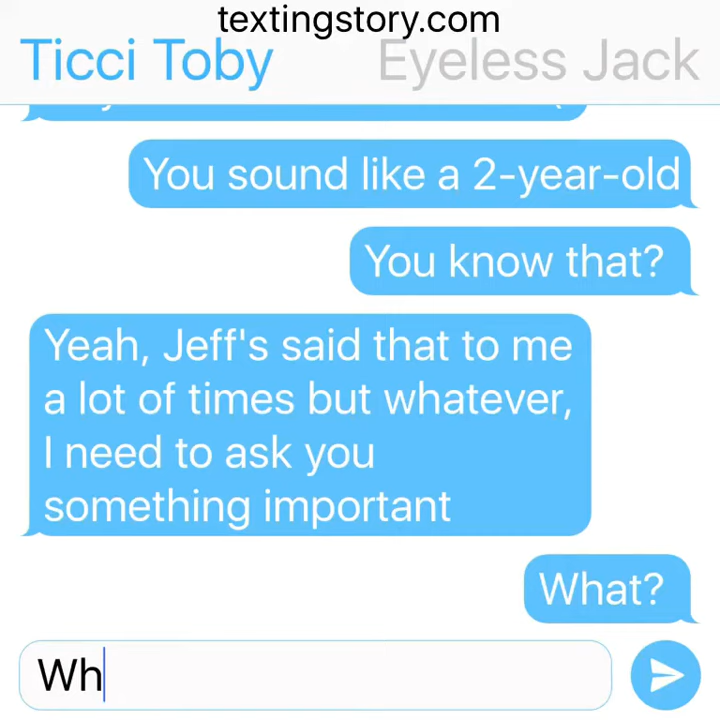 textingstory.com
Ticci Toby Eyeless Jack
You sound like a 2-year-old
You know that?
Yeah, Jeff's said that to me
a lot of times but whatever,
I need to ask you
something important
What?
Wh